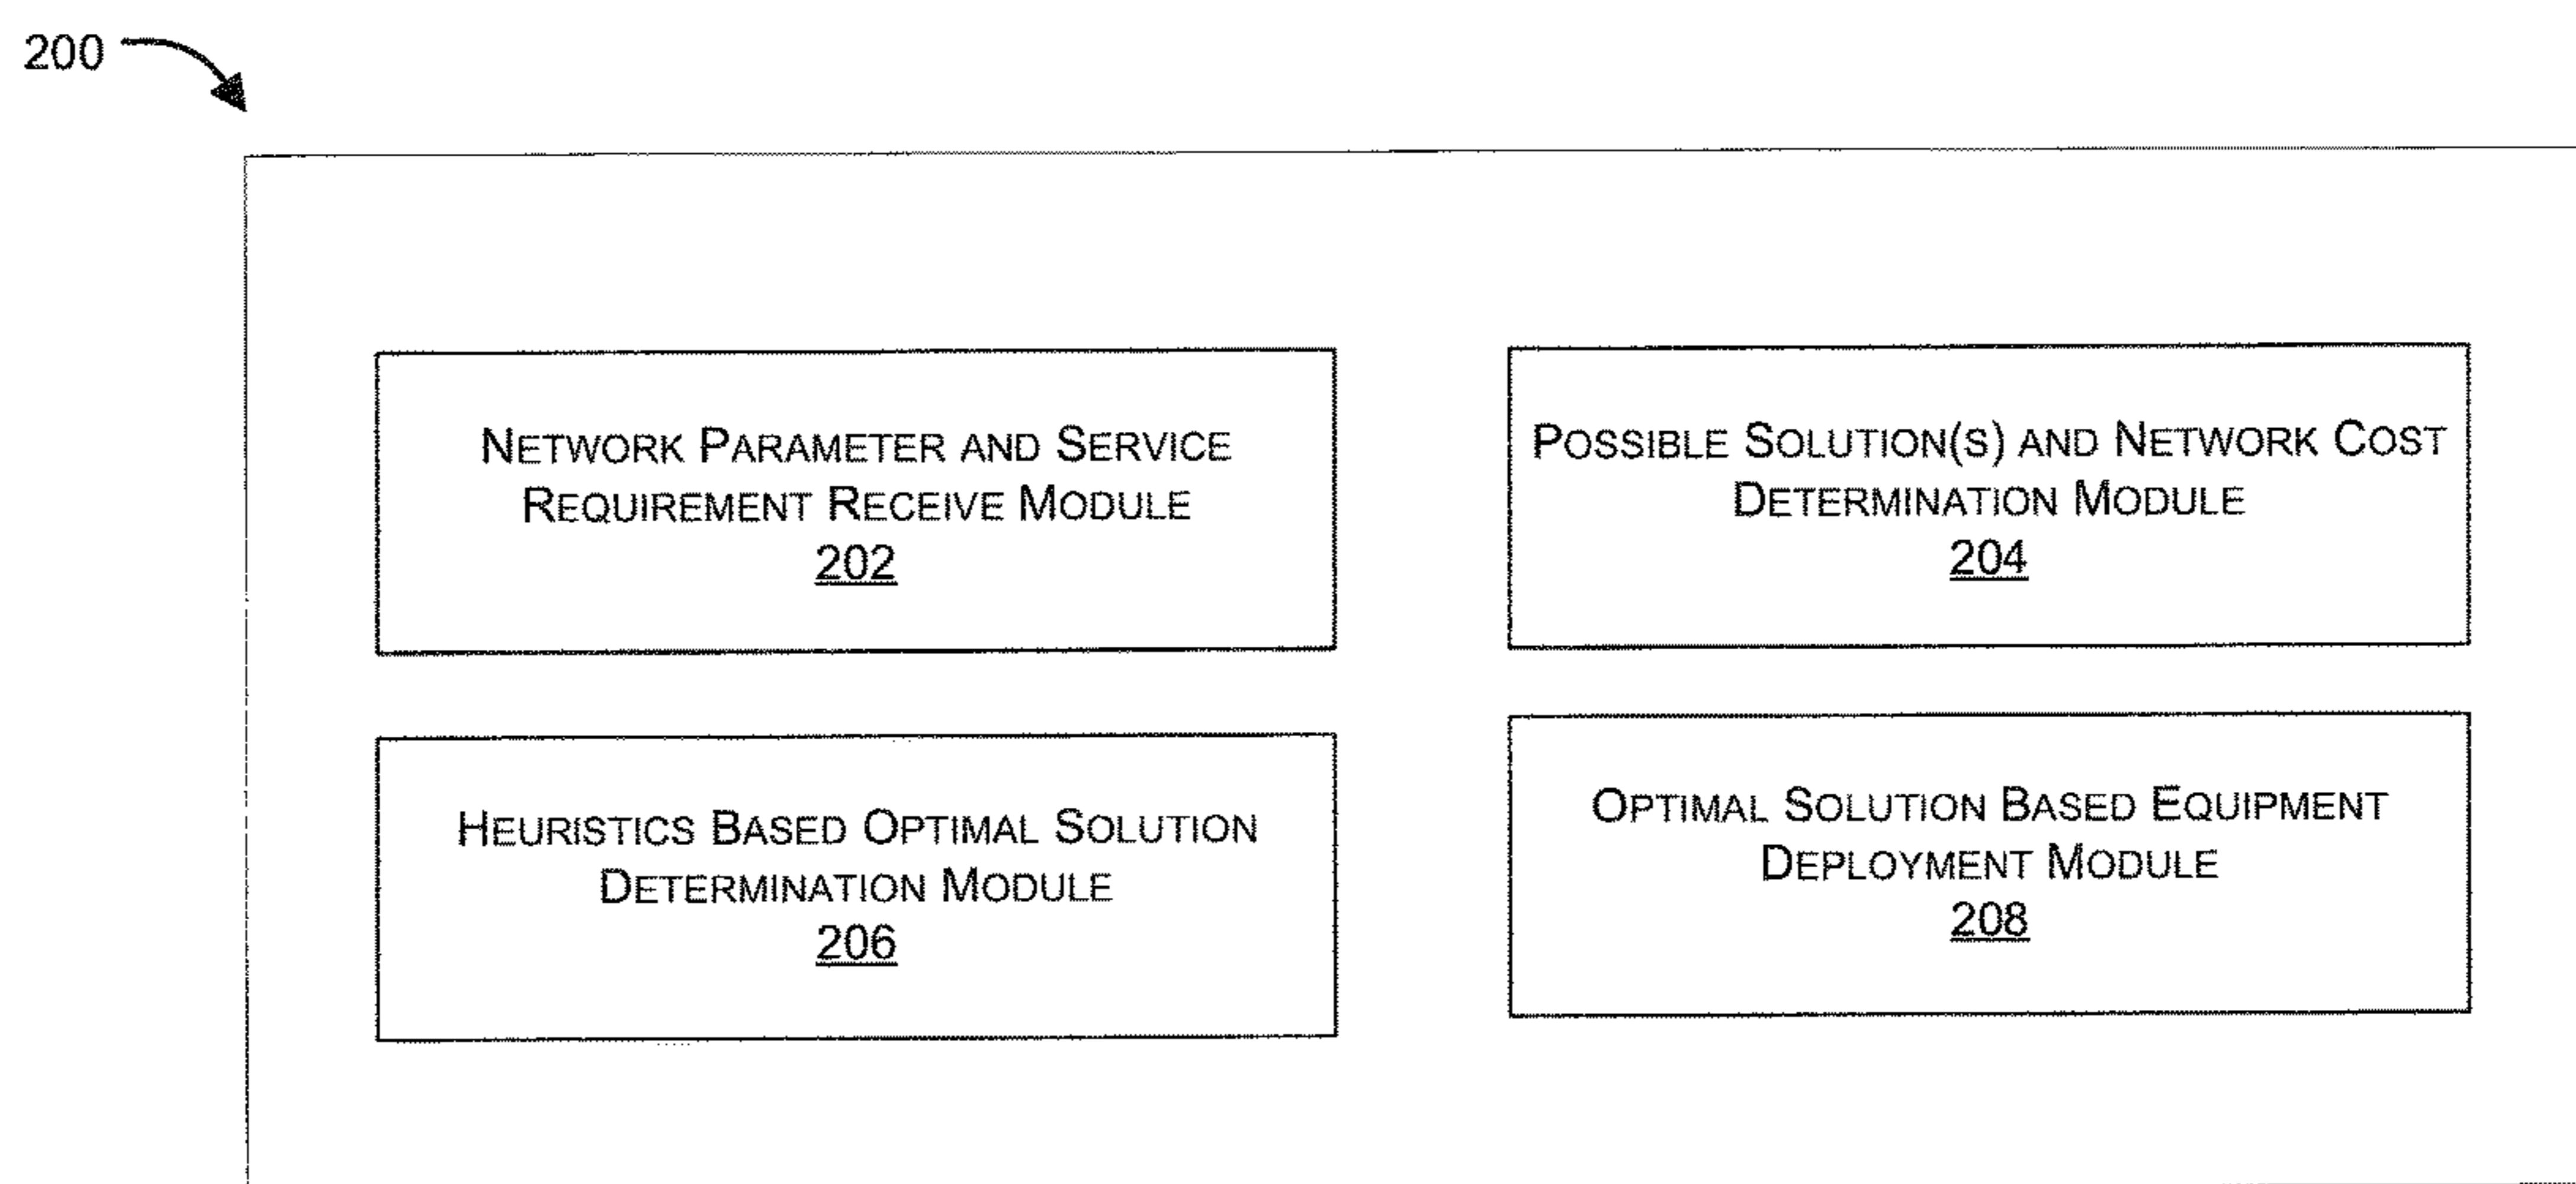 200
NETWORK PARAMETER AND SERVICE
REQUIREMENT RECEIVE MODULE
202
POSSIBLE SOLUTION(S) AND NETWORK COST
DETERMINATION MODULE
204
HEURISTICS BASED OPTIMAL SOLUTION
DETERMINATION MODULE
206
OPTIMAL SOLUTION BASED EQUIPMENT
DEPLOYMENT MODULE
208